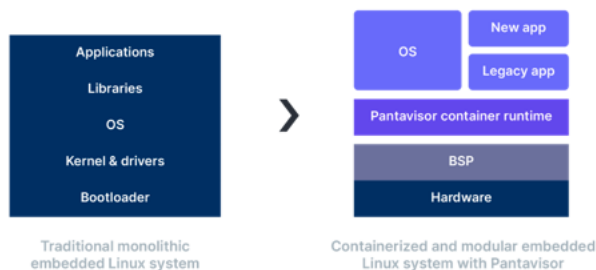 Applications
Libraries
OS
Kernel & drivers
Bootloader
Traditional monolithic
embedded Linux system
OS
New app
Legacy app
Pantavisor container runtime
BSP
Hardware
Containerized and modular embedded
Linux system with Pantavisor